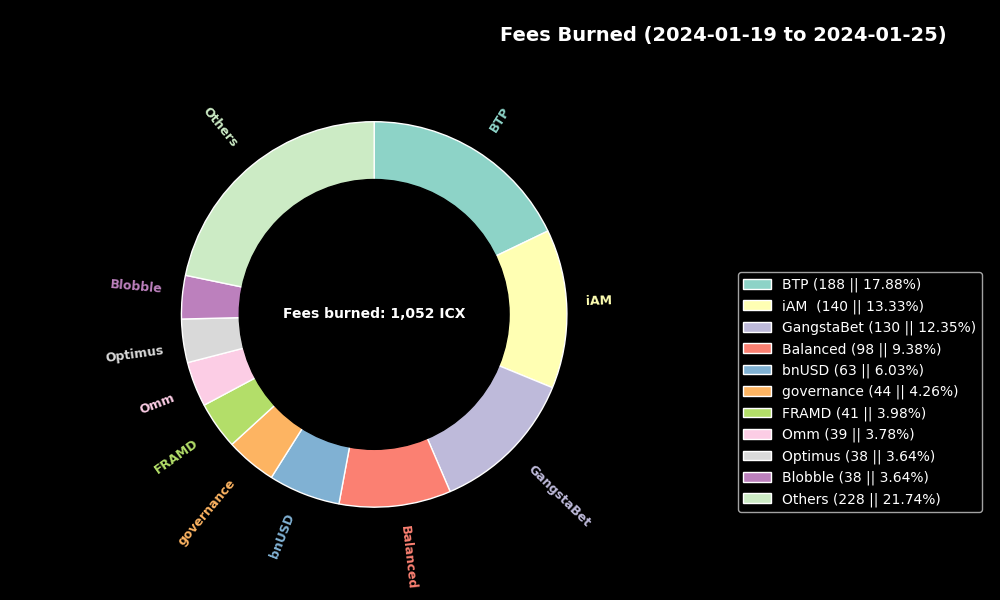 Fees Burned (2024-01-19 to 2024-01-25)
BTP
Others
iAM
Blobble
Fees burned: 1,052 ICX
Optimus
Omm
FRAMD
governance
bnUSD
Balanced
GangstaBet
BTP (188 || 17.88%)
iAM  (140 || 13.33%)
GangstaBet (130 || 12.35%)
Balanced (98 || 9.38%)
bnUSD (63 || 6.03%)
governance (44 || 4.26%)
FRAMD (41 || 3.98%)
Omm (39 || 3.78%)
Optimus (38 || 3.64%)
Blobble (38 || 3.64%)
Others (228 || 21.74%)